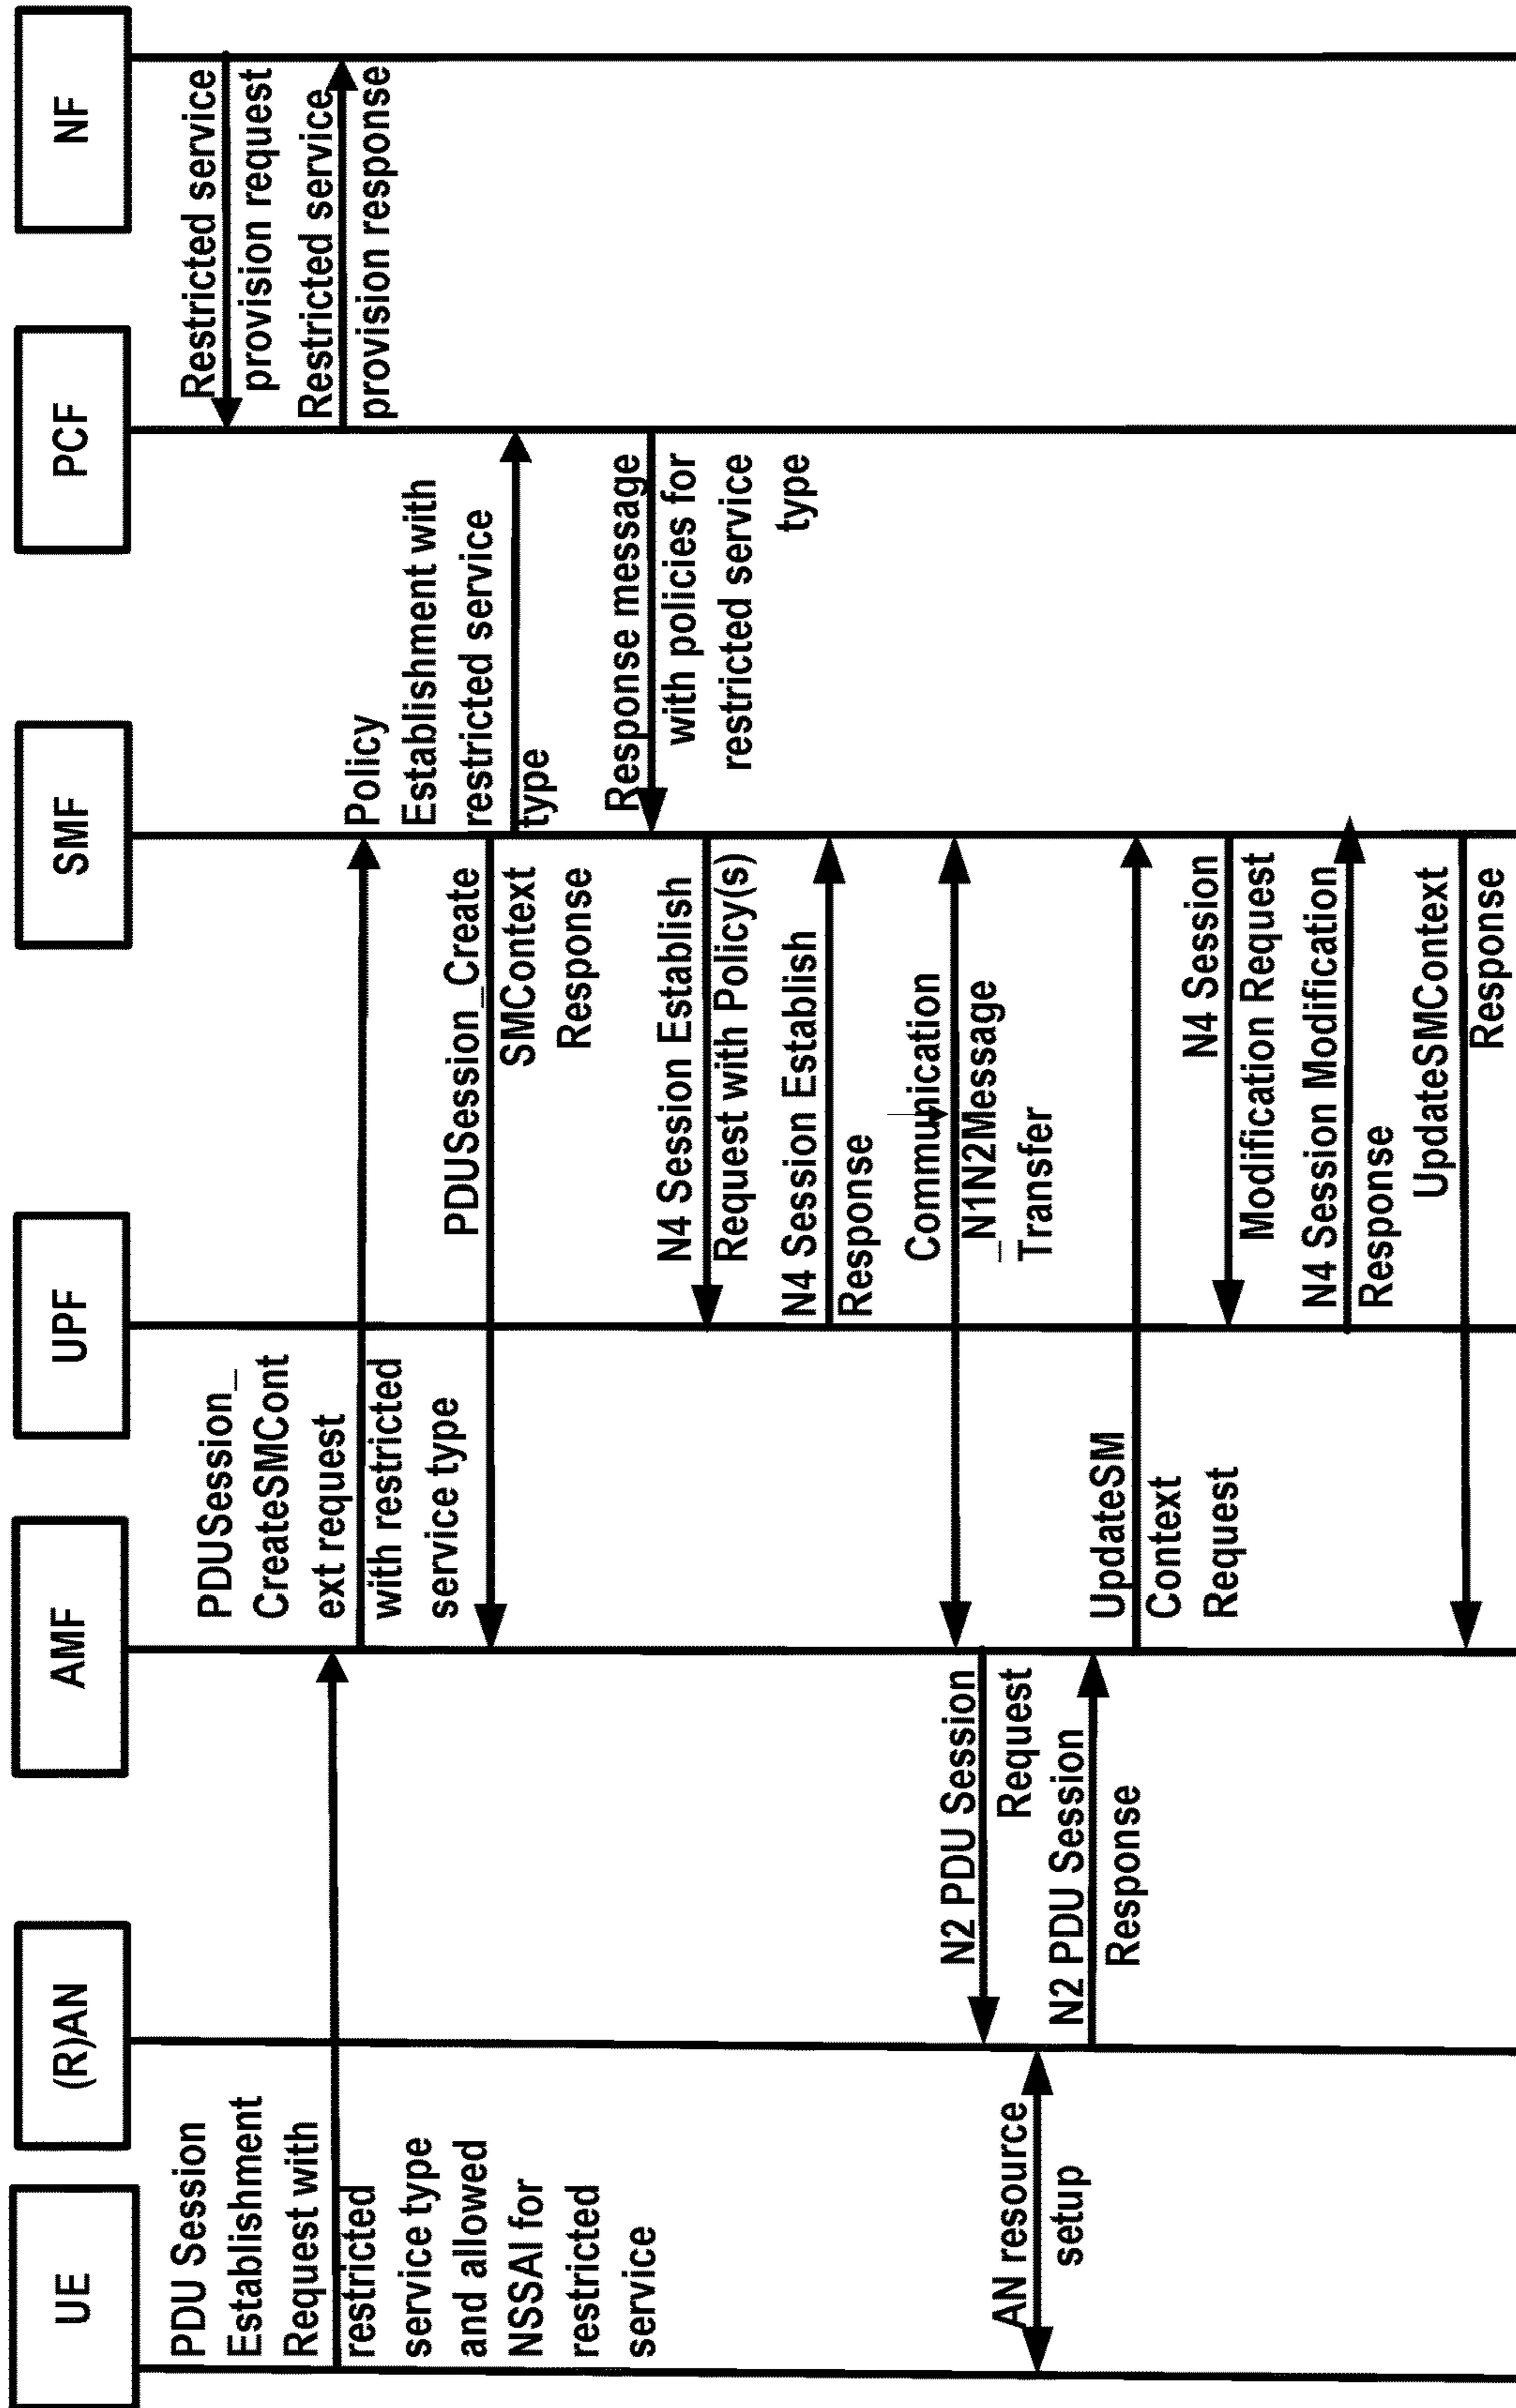 UE
(R)AN
AMF
UPF
SMF
PCF
NF
Restricted service
provision request
Restricted service
provision response
PDU Session
Establishment
Request with
restricted
service type
and allowed
NSSAI for
restricted
service
PDUSession_
CreateSMCont
ext request
with restricted
service type
Policy
Establishment with
restricted service
type
PDUSession_Create
SMContext
Response
Response message
with policies for
restricted service
type
N4 Session Establish
Request with Policy(s)
N4 Session Establish
Response
Communication
_N1N2Message
Transfer
N2 PDU Session
Request
AN resource
setup
N2 PDU Session
Response
UpdateSM
Context
Request
N4 Session
Modification Request
N4 Session Modification
Response
UpdateSMContext
Response